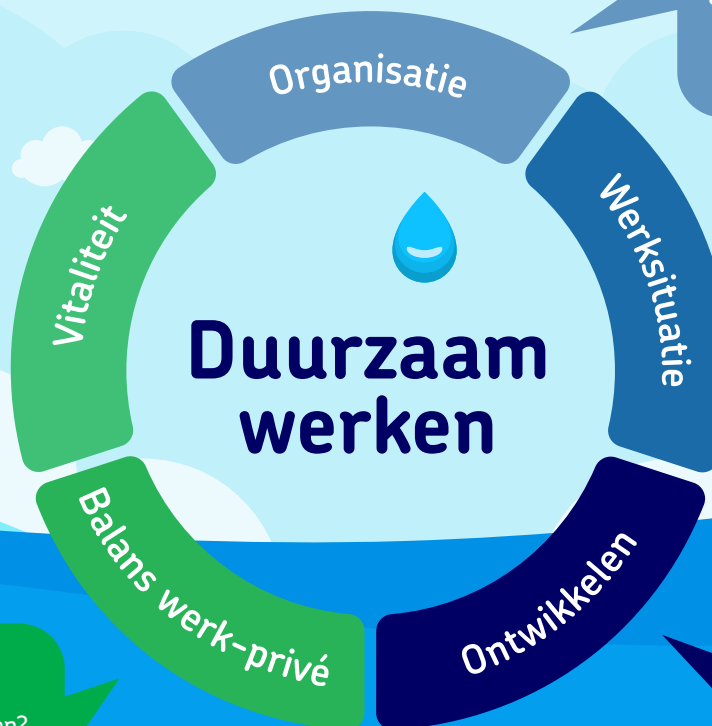 Organisatie
Werksituatie
Vitaliteit
Duurzaam
werken
Balans werk-privé
Ontwikkelen